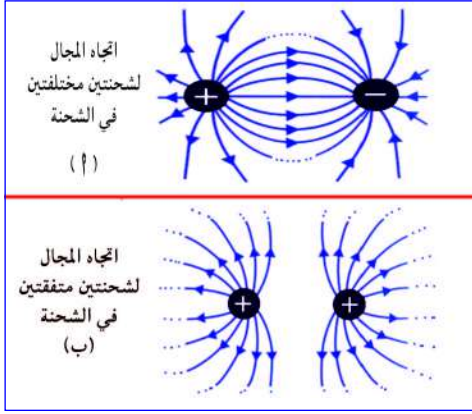 اتجاه المجال
لشحنتين مختلفتين
في الشحنة
(أ)
+
−
اتجاه المجال
لشحنتين متفقتين
في الشحنة
(ب)
+
+